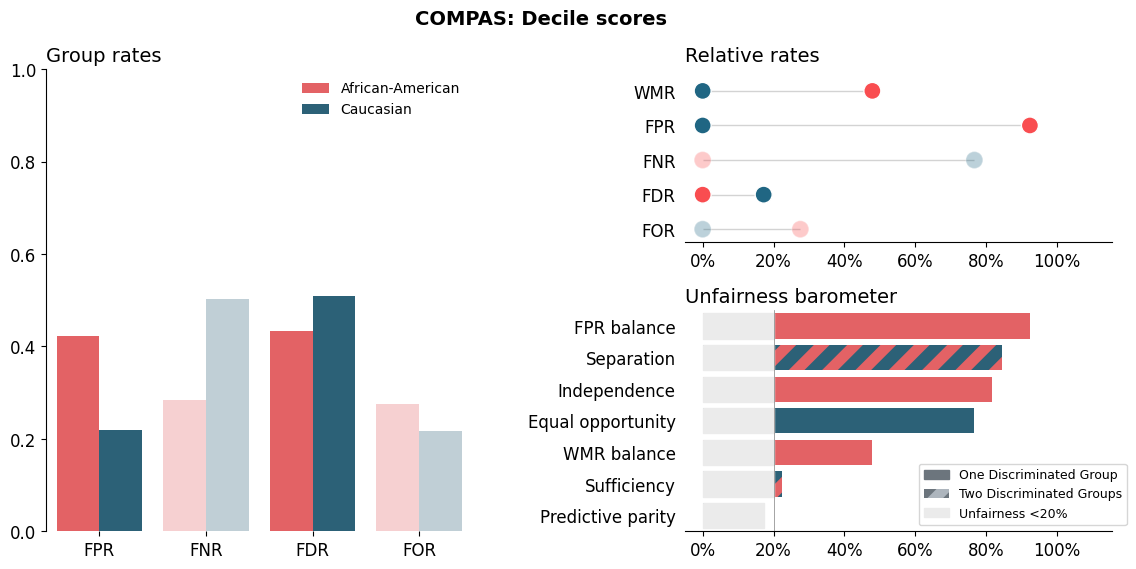 COMPAS: Decile scores
Group rates
1.0
0.8
0.6
0.4
0.2
0.0
African-American
Caucasian
FPR FNR FDR FOR
Relative rates
WMR
FPR
FNR
FDR
FOR
0% 20% 40% 60% 80% 100%
Unfairness barometer
FPR balance
Separation
Independence
Equal opportunity
WMR balance
Sufficiency
Predictive parity
One Discriminated Group
Two Discriminated Groups
Unfairness <20%
0% 20% 40% 60% 80% 100%